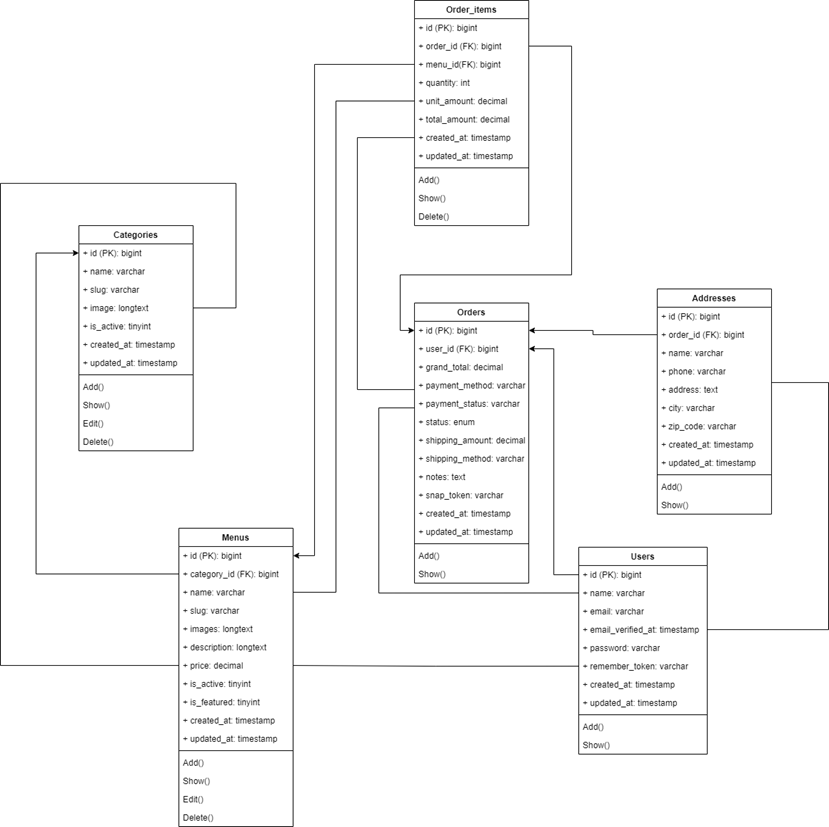 Order_items
+ id (PK): bigint
+ order_id (FK): bigint
+ menu_id(FK): bigint
+ quantity: int
+ unit_amount: decimal
+ total_amount: decimal
+ created_at: timestamp
+ updated_at: timestamp
Add()
Show()
Delete()
Categories
+ id (PK): bigint
+ name: varchar
+ slug: varchar
+ image: longtext
+ is_active: tinyint
+ created_at: timestamp
+ updated_at: timestamp
Add()
Show()
Edit()
Delete()
Orders
+ id (PK): bigint
+ user_id (FK): bigint
+ grand_total: decimal
+ payment_method: varchar
+ payment_status: varchar
+ status: enum
+ shipping_amount: decimal
+ shipping_method: varchar
+ notes: text
+ snap_token: varchar
+ created_at: timestamp
+ updated_at: timestamp
Add()
Show()
Addresses
+ id (PK): bigint
+ order_id (FK): bigint
+ name: varchar
+ phone: varchar
+ address: text
+ city: varchar
+ zip_code: varchar
+ created_at: timestamp
+ updated_at: timestamp
Add()
Show()
Menus
+ id (PK): bigint
+ category_id (FK): bigint
+ name: varchar
+ slug: varchar
+ images: longtext
+ description: longtext
+ price: decimal
+ is_active: tinyint
+ is_featured: tinyint
+ created_at: timestamp
+ updated_at: timestamp
Add()
Show()
Edit()
Delete()
Users
+ id (PK): bigint
+ name: varchar
+ email: varchar
+ email_verified_at: timestamp
+ password: varchar
+ remember_token: varchar
+ created_at: timestamp
+ updated_at: timestamp
Add()
Show()